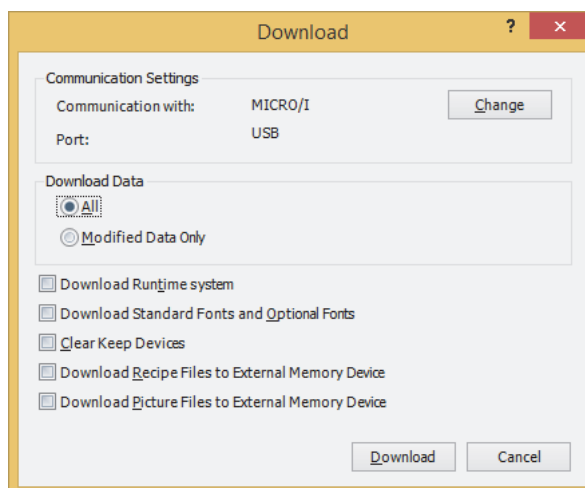 Download
?
×
Communication Settings
Communication with: MICRO/I Change
Port: USB
Download Data
All
Modified Data Only
Download Runtime system
Download Standard Fonts and Optional Fonts
Clear Keep Devices
Download Recipe Files to External Memory Device
Download Picture Files to External Memory Device
Download Cancel